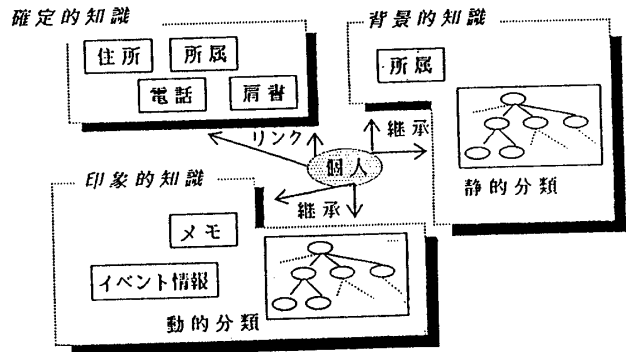 確定的知識
住所
所属
電話
肩書
背景的知識
所属
静的分類
リンク
継承
個人
継承
印象的知識
メモ
イベント情報
動的分類